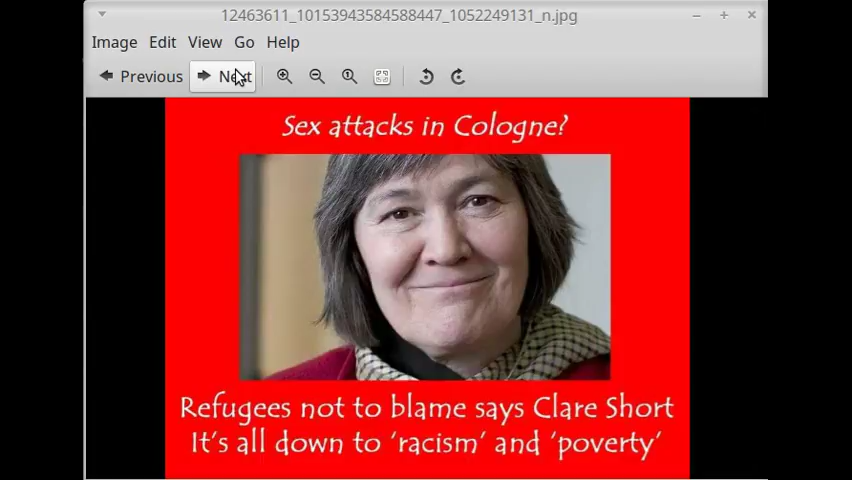 12463611_10153943584588447_1052249131_n.jpg
Image Edit View Go Help
Previous Next
Sex attacks in Cologne?
Refugees not to blame says Clare Short
It's all down to 'racism' and 'poverty'